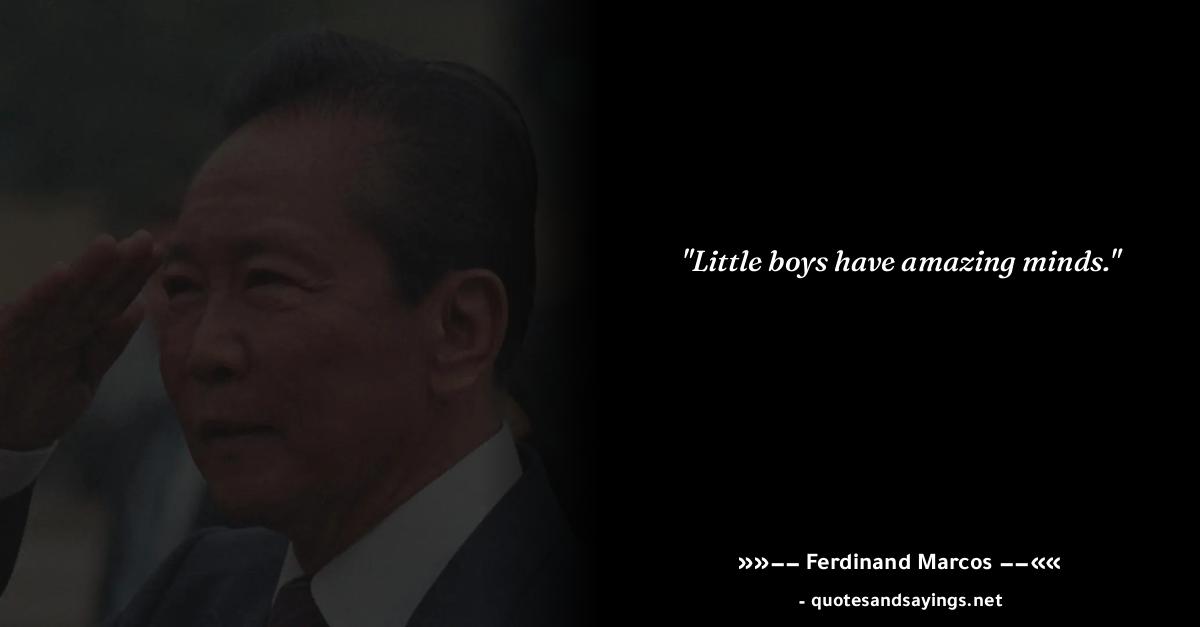 "Little boys have amazing minds."
»»–– Ferdinand Marcos ––««
- quotesandsayings.net